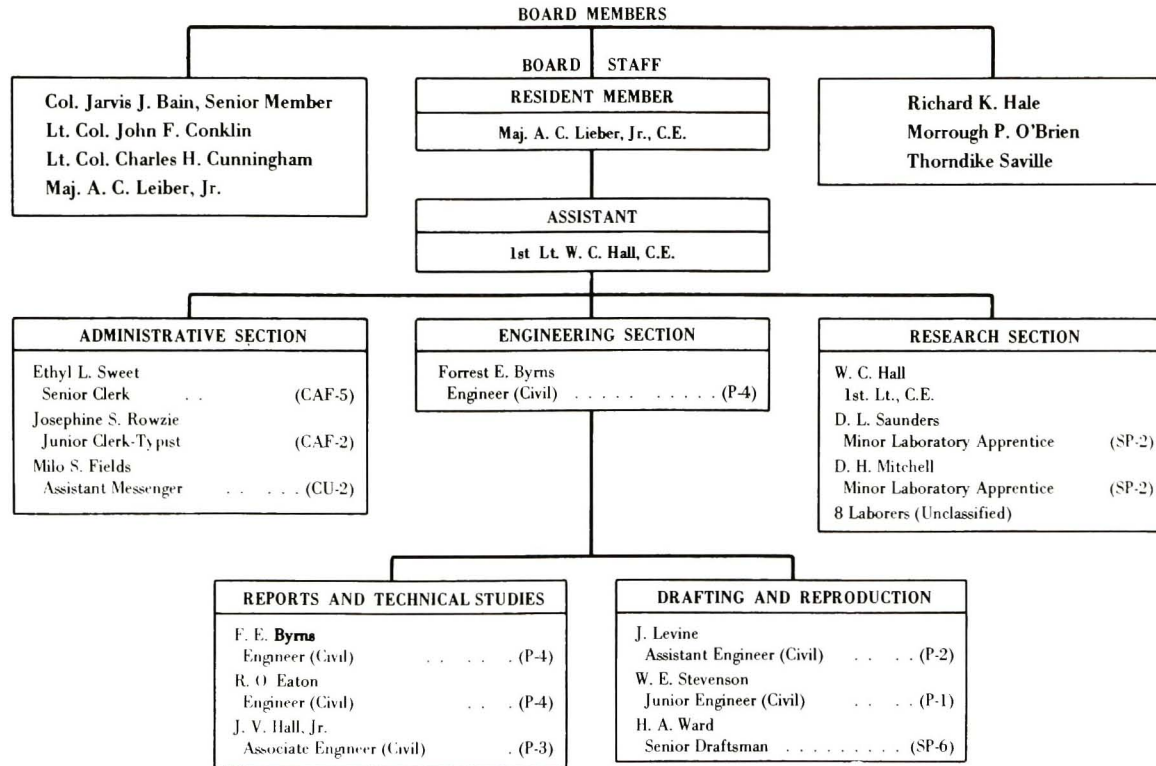 BOARD MEMBERS
Col. Jarvis J. Bain, Senior Member
Lt. Col. John F. Conklin
Lt. Col. Charles H. Cunningham
Maj. A. C. Leiber, Jr.
BOARD STAFF
RESIDENT MEMBER
Maj. A. C. Lieber, Jr., C.E.
Richard K. Hale
Morrough P. O'Brien
Thorndike Saville
ASSISTANT
1st Lt. W. C. Hall, C.E.
ADMINISTRATIVE SECTION
Ethyl L. Sweet
Senior Clerk . . (CAF-5)
Josephine S. Rowzie
Junior Clerk-Typist (CAF-2)
Milo S. Fields
Assistant Messenger . . . . . (CU-2)
ENGINEERING SECTION
Forrest E. Byrns
Engineer (Civil) . . . . . . . . . . (P-4)
RESEARCH SECTION
W. C. Hall
1st. Lt., C.E.
D. L. Saunders
Minor Laboratory Apprentice (SP-2)
D. H. Mitchell
Minor Laboratory Apprentice (SP-2)
8 Laborers (Unclassified)
REPORTS AND TECHNICAL STUDIES
F. E. Byrns
Engineer (Civil) . . . . . (P-4)
R. O. Eaton
Engineer (Civil) . . . (P-4)
J. V. Hall, Jr.
Associate Engineer (Civil) . (P-3)
DRAFTING AND REPRODUCTION
J. Levine
Assistant Engineer (Civil) . . . . (P-2)
W. E. Stevenson
Junior Engineer (Civil) . . . . (P-1)
H. A. Ward
Senior Draftsman . . . . . . . . . (SP-6)